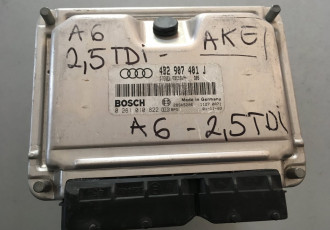 A6
2,5TDi - AKE
4B2 907 401 J
BOSCH
Made in Germany
0 281 010 822
A6 - 2,5TDi